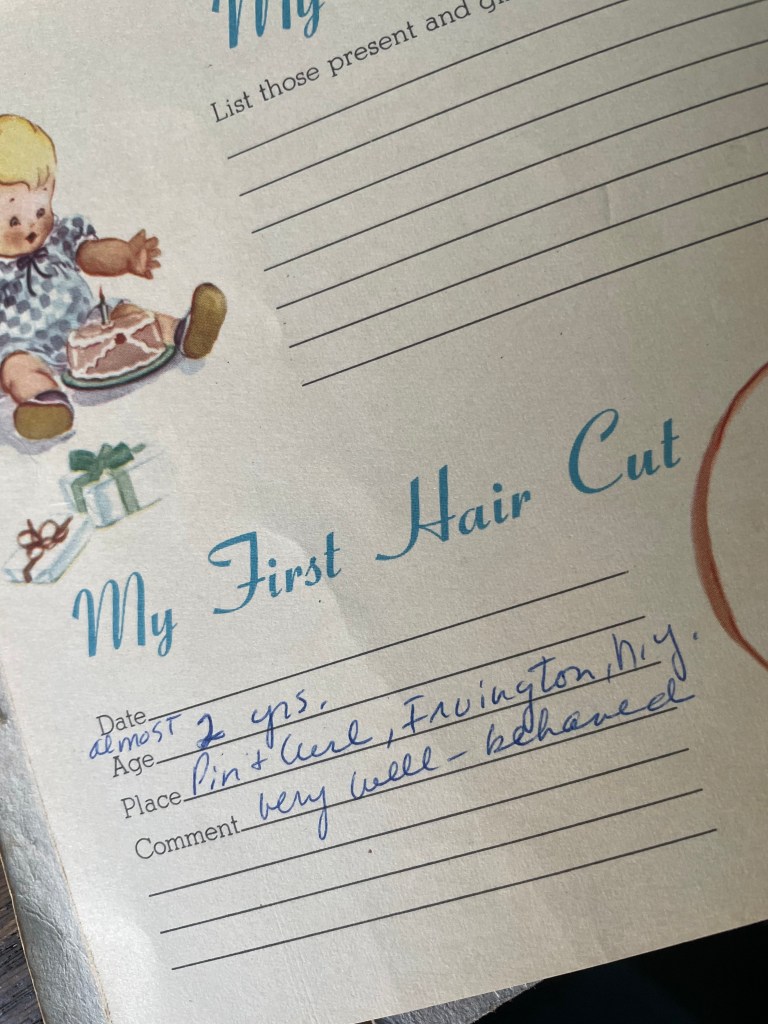 My
List those present and
My First Hair Cut
Date
almost 2 yrs.
Age
Place Pin + Curl, Irvington, N.Y.
Comment very well-behaved